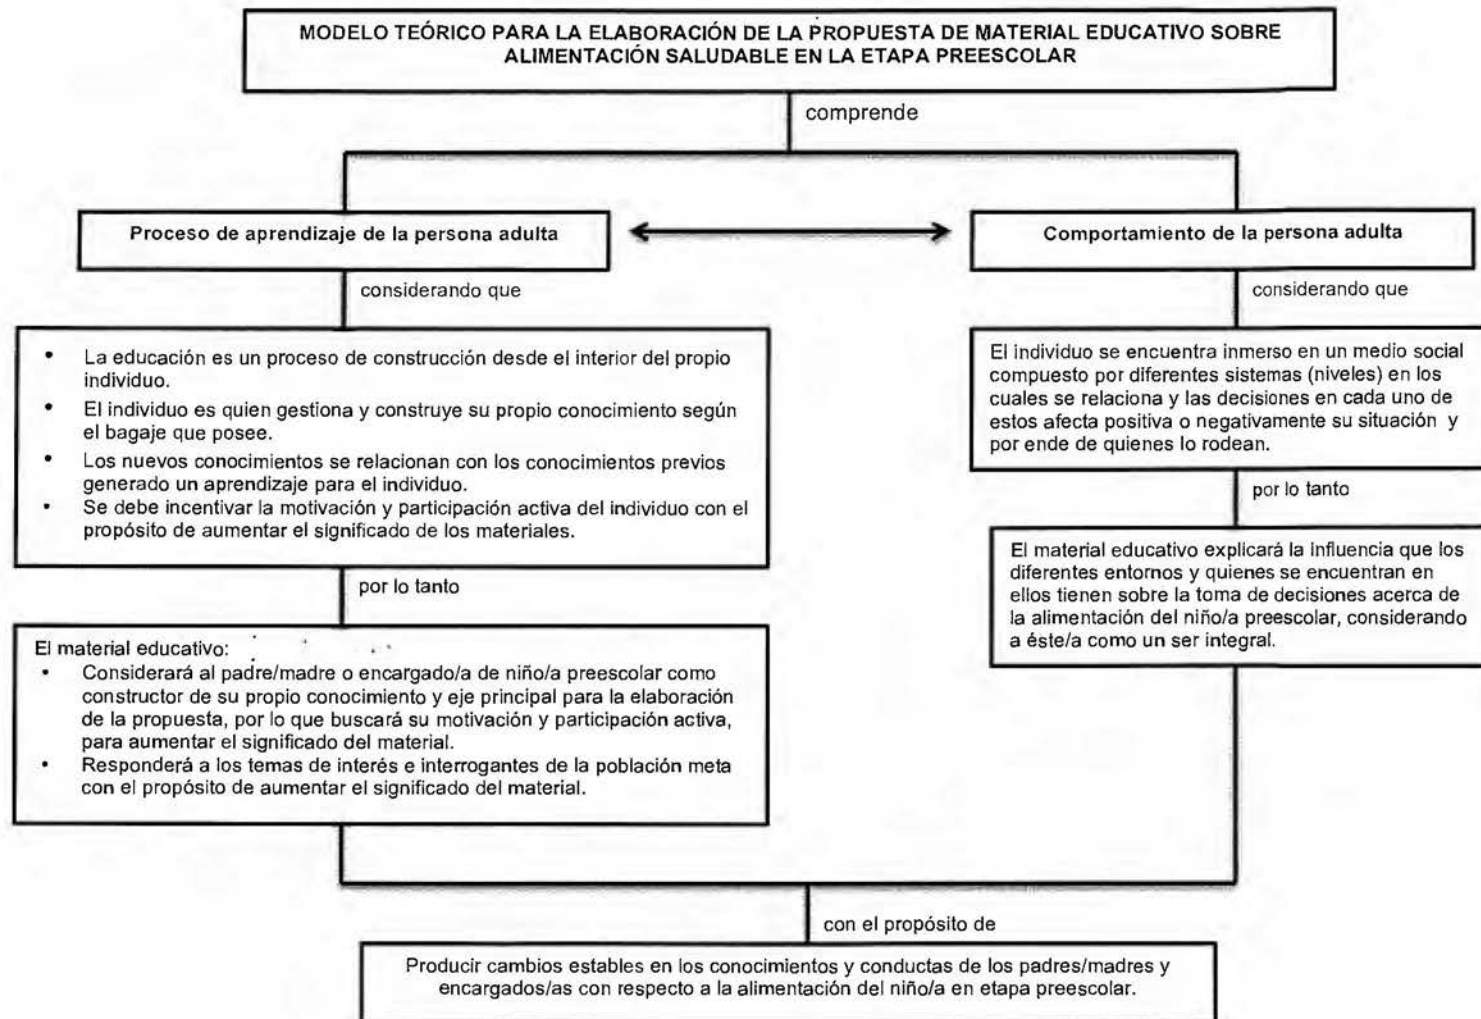 MODELO TEÓRICO PARA LA ELABORACIÓN DE LA PROPUESTA DE MATERIAL EDUCATIVO SOBRE
ALIMENTACIÓN SALUDABLE EN LA ETAPA PREESCOLAR
comprende
Proceso de aprendizaje de la persona adulta
Comportamiento de la persona adulta
considerando que
considerando que
• La educación es un proceso de construcción desde el interior del propio
individuo.
• El individuo es quien gestiona y construye su propio conocimiento según
el bagaje que posee.
• Los nuevos conocimientos se relacionan con los conocimientos previos
generado un aprendizaje para el individuo.
• Se debe incentivar la motivación y participación activa del individuo con el
propósito de aumentar el significado de los materiales.
El individuo se encuentra inmerso en un medio social
compuesto por diferentes sistemas (niveles) en los
cuales se relaciona y las decisiones en cada uno de
estos afecta positiva o negativamente su situación y
por ende de quienes lo rodean.
por lo tanto
por lo tanto
El material educativo explicará la influencia que los
diferentes entornos y quienes se encuentran en
ellos tienen sobre la toma de decisiones acerca de
la alimentación del niño/a preescolar, considerando
a éste/a como un ser integral.
El material educativo:
• Considerará al padre/madre o encargado/a de niño/a preescolar como
constructor de su propio conocimiento y eje principal para la elaboración
de la propuesta, por lo que buscará su motivación y participación activa,
para aumentar el significado del material.
• Responderá a los temas de interés e interrogantes de la población meta
con el propósito de aumentar el significado del material.
con el propósito de
Producir cambios estables en los conocimientos y conductas de los padres/madres y
encargados/as con respecto a la alimentación del niño/a en etapa preescolar.